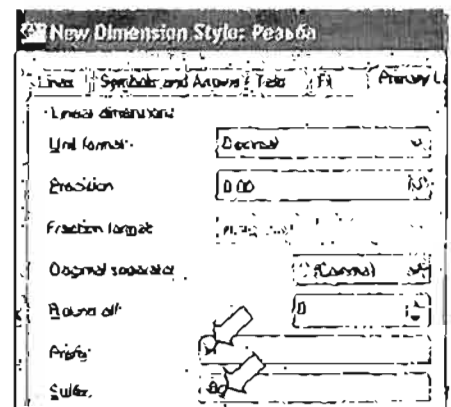 New Dimension Style: Резьба
Lines Symbols and Arrows Text Fit Primary
Linear dimensions
Unit format: Decimal
Precision 0.00
Fraction format:
Decimal separator: (Comma)
Round off: 0
Prefix:
Suffix: